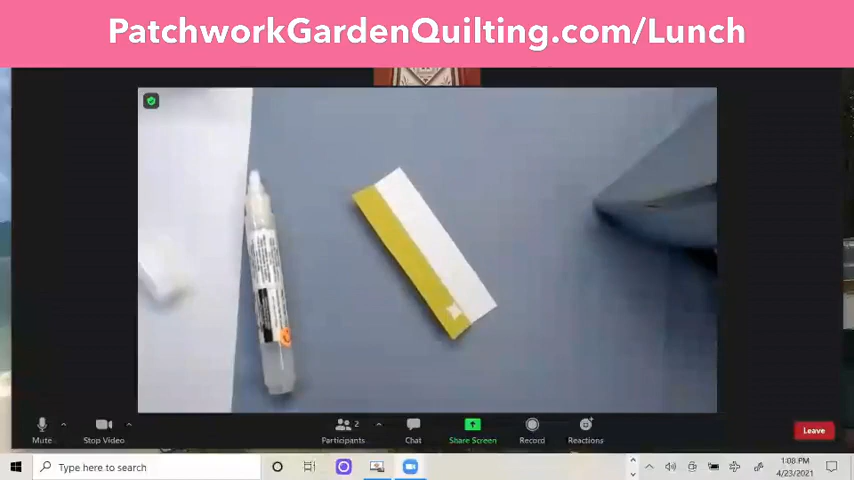 PatchworkGardenQuilting.com/Lunch
Mute
Stop Video
Participants
2
Chat
Share Screen
Record
Reactions
Leave
Type here to search
1:08 PM
4/23/2021